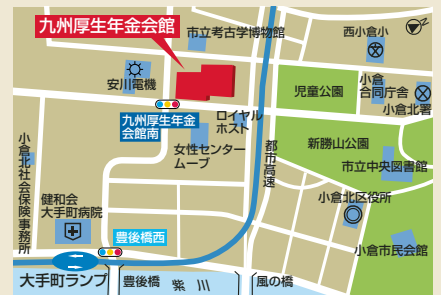 九州厚生年金会館
市立考古学博物館
西小倉小
安川電機
児童公園
小倉
合同庁舎
小倉北署
九州厚生年金
会館南
ロイヤル
ホスト
女性センター
ムーブ
都市高速
新勝山公園
市立中央図書館
小倉北社会保険事務所
健和会
大手町病院
小倉北区役所
豊後橋西
小倉市民会館
大手町ランプ
豊後橋
紫川
風の橋